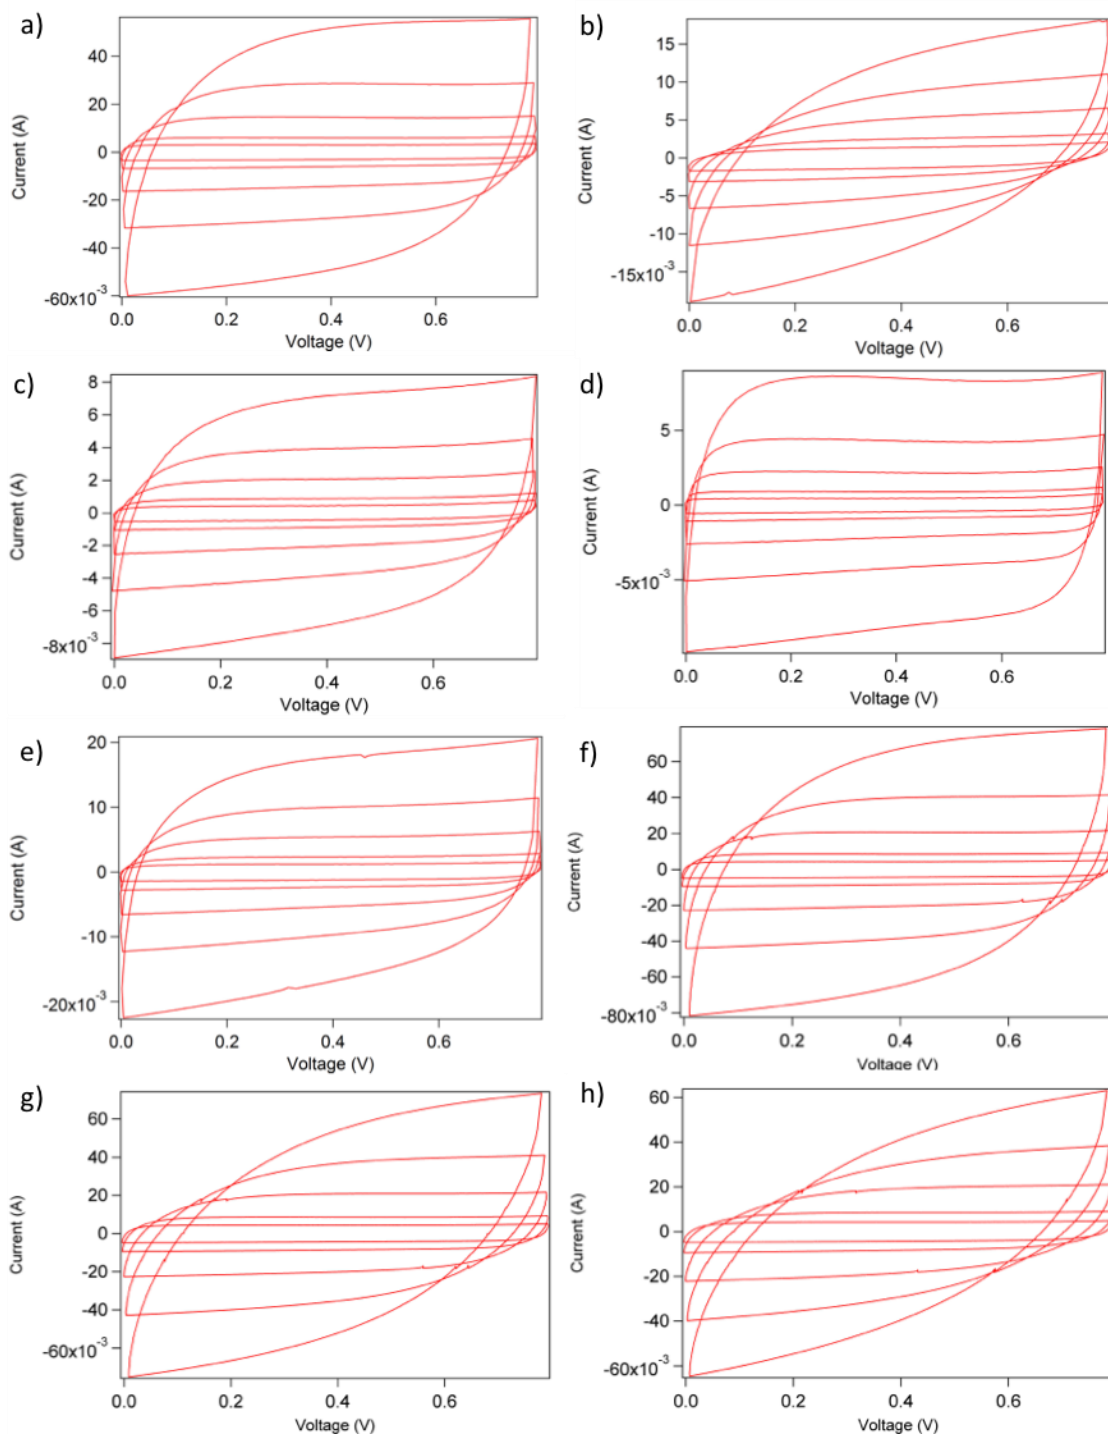 a)
40
20
0
-20
-40
-60x10⁻³
0.0 0.2 0.4 0.6
Current (A)
Voltage (V)
b)
15
10
5
0
-5
-10
-15x10⁻³
0.0 0.2 0.4 0.6
Current (A)
Voltage (V)
c)
8
6
4
2
0
-2
-4
-6
-8x10⁻³
0.0 0.2 0.4 0.6
Current (A)
Voltage (V)
d)
5
0
-5x10⁻³
0.0 0.2 0.4 0.6
Current (A)
Voltage (V)
e)
20
10
0
-10
-20x10⁻³
0.0 0.2 0.4 0.6
Current (A)
Voltage (V)
f)
60
40
20
0
-20
-40
-60
-80x10⁻³
0.0 0.2 0.4 0.6
Current (A)
Voltage (V)
g)
60
40
20
0
-20
-40
-60x10⁻³
0.0 0.2 0.4 0.6
Current (A)
Voltage (V)
h)
60
40
20
0
-20
-40
-60x10⁻³
0.0 0.2 0.4 0.6
Current (A)
Voltage (V)